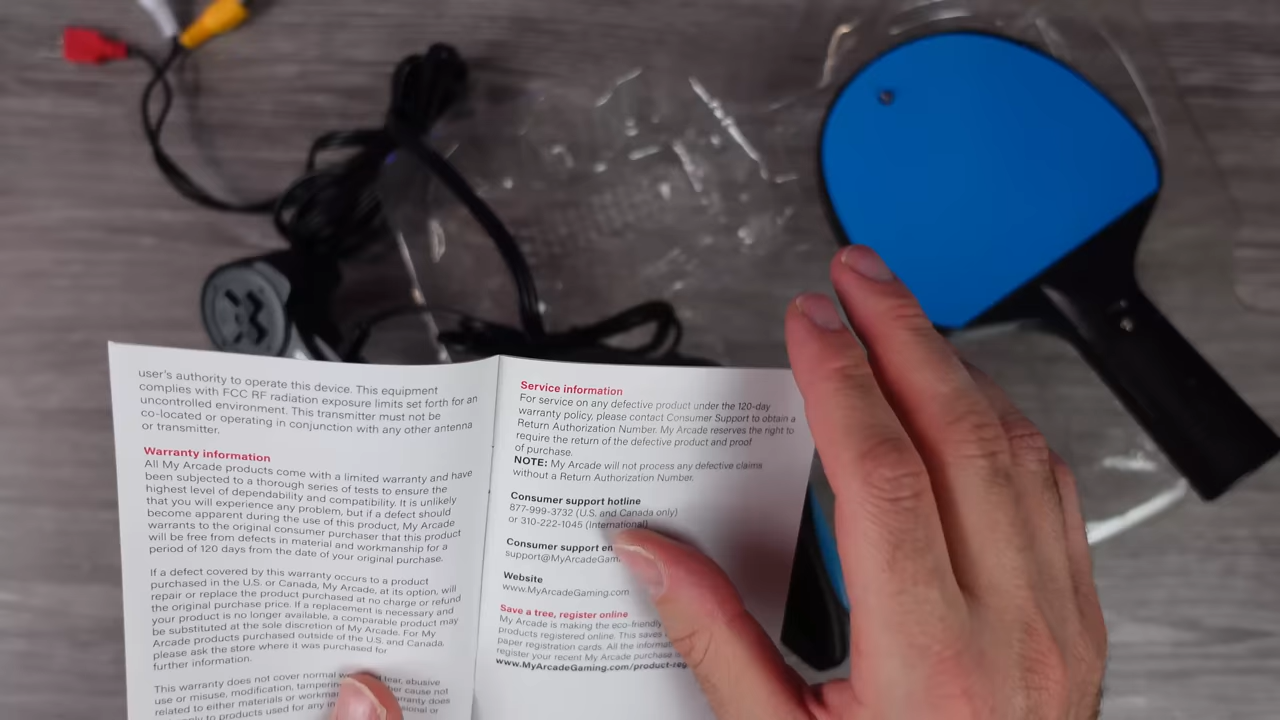 user's authority to operate this device. This equipment
complies with FCC RF radiation exposure limits set forth for an
uncontrolled environment. This transmitter must not be
co-located or operating in conjunction with any other antenna
or transmitter.
Warranty information
All My Arcade products come with a limited warranty and have
been subjected to a thorough series of tests to ensure the
highest level of dependability and compatibility. It is unlikely
that you will experience any problem, but if a defect should
become apparent during the use of this product, My Arcade
warrants to the original consumer purchaser that this product
will be free from defects in material and workmanship for a
period of 120 days from the date of your original purchase.
If a defect covered by this warranty occurs to a product
purchased in the U.S. or Canada, My Arcade, at its option, will
repair or replace the product purchased at no charge or refund
the original purchase price. If a replacement is necessary and
your product is no longer available, a comparable product may
be substituted at the sole discretion of My Arcade. For My
Arcade products purchased outside of the U.S. and Canada,
please ask the store where it was purchased for
further information.
This warranty does not cover normal tear, abusive
use or misuse, modification, cause not
related to either materials or
to products used for any
Service information
For service on any defective product under the 120-day
warranty policy, please contact Consumer Support to obtain a
Return Authorization Number. My Arcade reserves the right to
require the return of the defective product and proof
of purchase.
NOTE: My Arcade will not process any defective claims
without a Return Authorization Number.
Consumer support hotline
877-999-3732 (U.S. and Canada only)
or 310-222-1045 (International)
Consumer support
support@MyArcadeGam
Website
www.MyArcadeGaming.com
Save a tree, register online
My Arcade is making the eco-friendly
products registered online. This saves
paper registration cards. All the
register your recent My Arcade purchase
www.MyArcadeGaming.com/product-reg